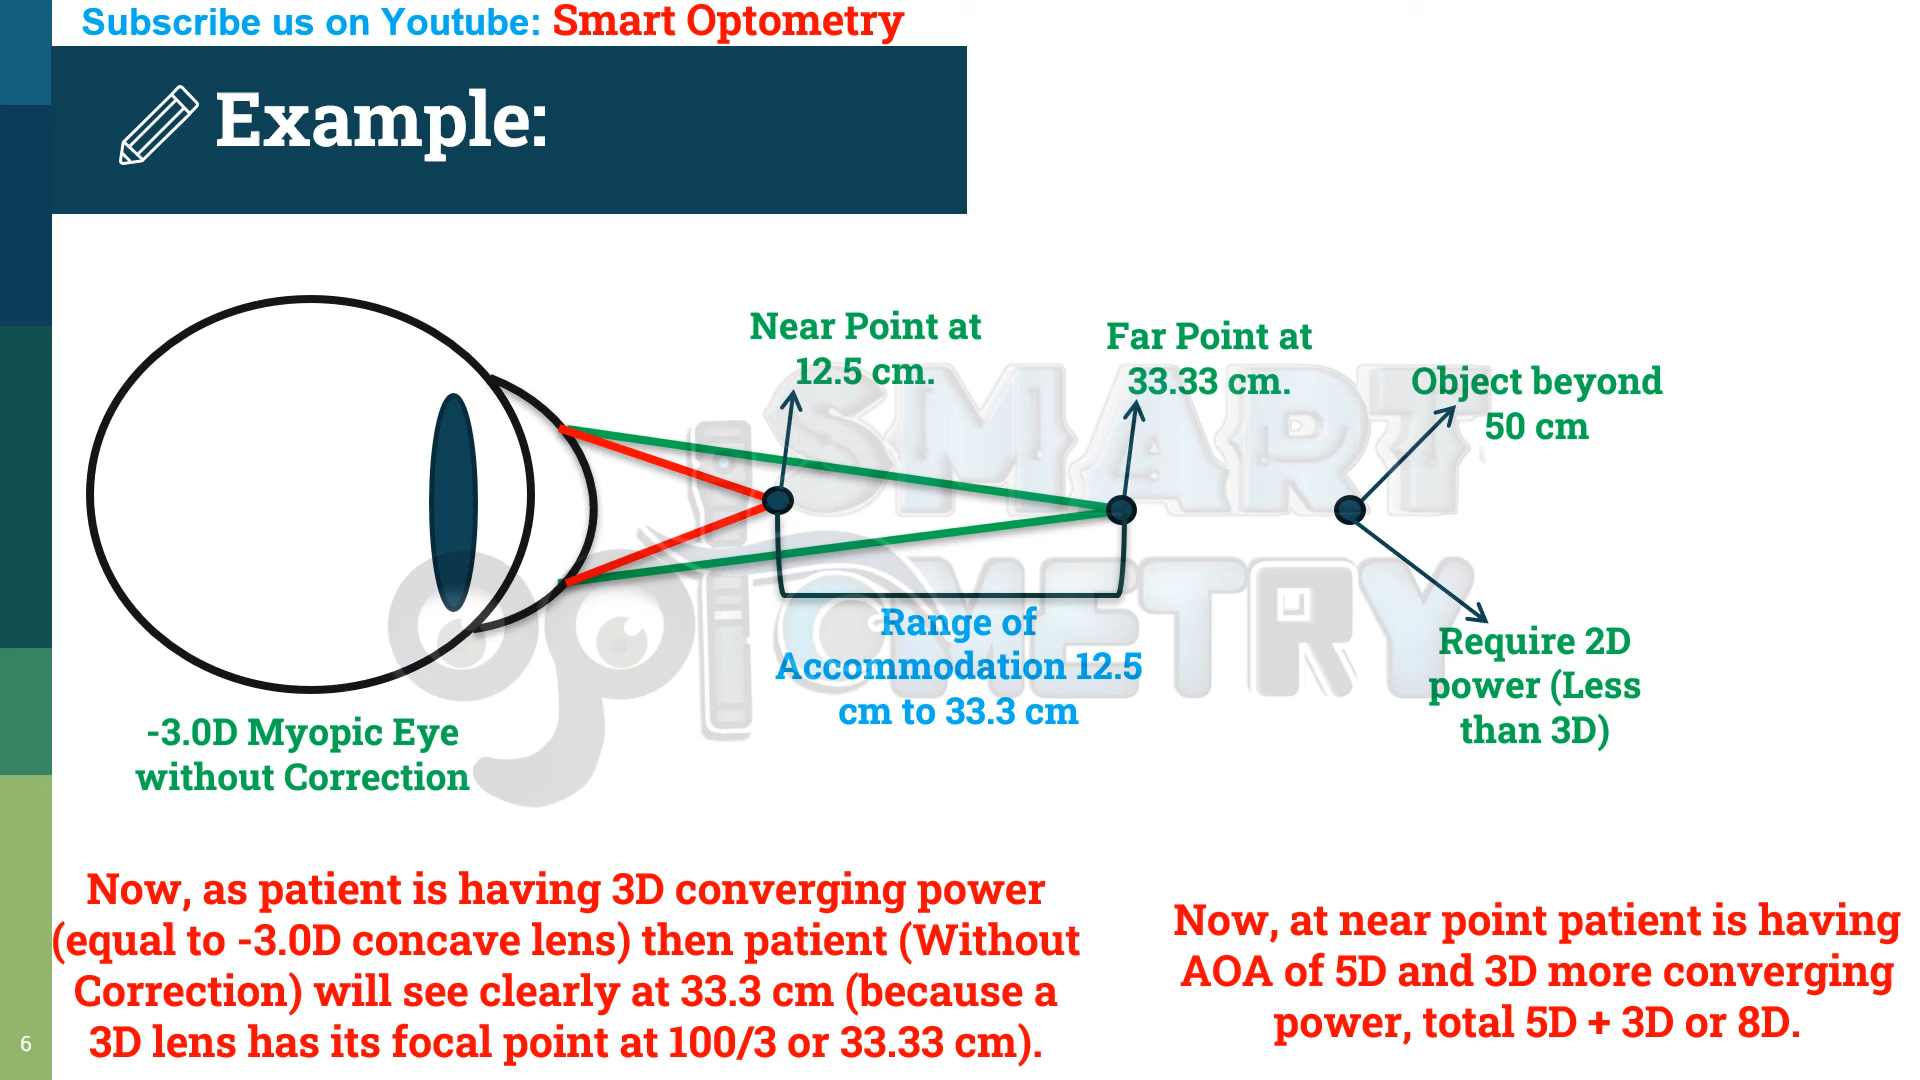 Subscribe us on Youtube: Smart Optometry
Example:
Near Point at
12.5 cm.
Far Point at
33.33 cm.
Object beyond
50 cm
SMART
OPTOMETRY
Range of
Accommodation 12.5
cm to 33.3 cm
Require 2D
power (Less
than 3D)
-3.0D Myopic Eye
without Correction
Now, as patient is having 3D converging power
(equal to -3.0D concave lens) then patient (Without
Correction) will see clearly at 33.3 cm (because a
3D lens has its focal point at 100/3 or 33.33 cm).
Now, at near point patient is having
AOA of 5D and 3D more converging
power, total 5D + 3D or 8D.
6